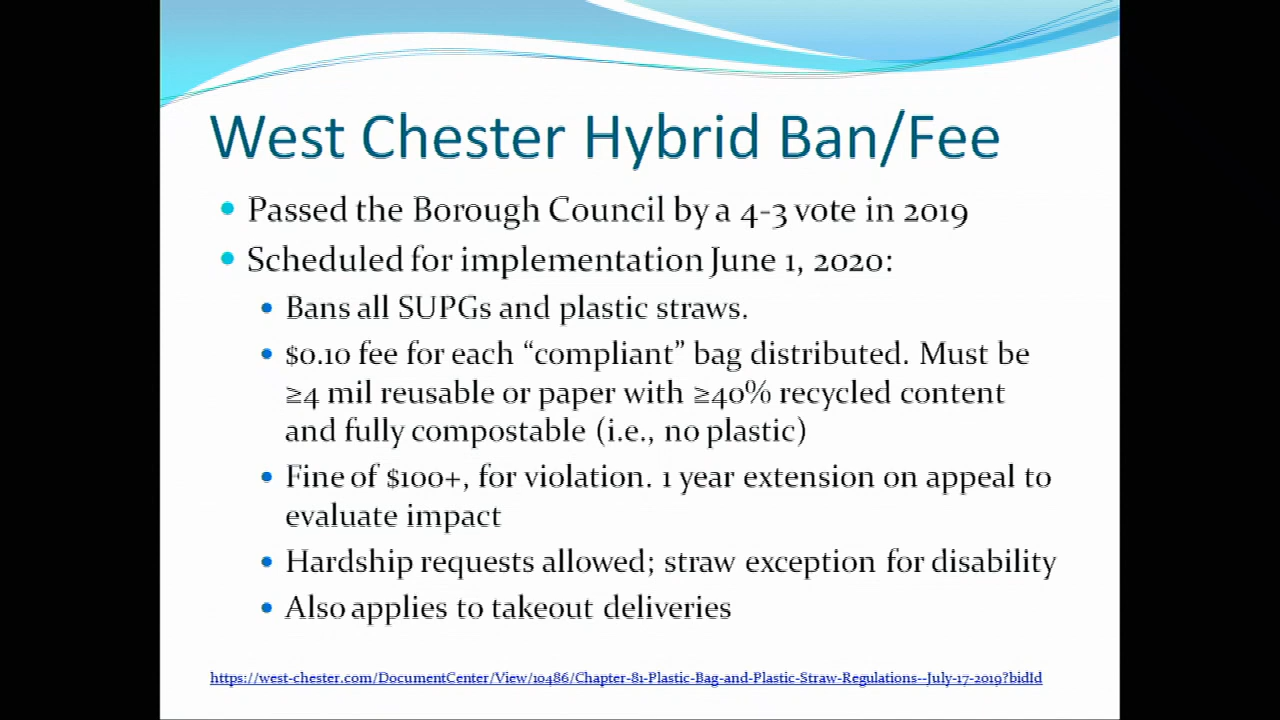 West Chester Hybrid Ban/Fee
• Passed the Borough Council by a 4-3 vote in 2019
• Scheduled for implementation June 1, 2020:
• Bans all SUPGs and plastic straws.
• $0.10 fee for each “compliant” bag distributed. Must be
≥4 mil reusable or paper with ≥40% recycled content
and fully compostable (i.e., no plastic)
• Fine of $100+, for violation. 1 year extension on appeal to
evaluate impact
• Hardship requests allowed; straw exception for disability
• Also applies to takeout deliveries
https://west-chester.com/DocumentCenter/View/10486/Chapter-81-Plastic-Bag-and-Plastic-Straw-Regulations--July-17-2019?bidId